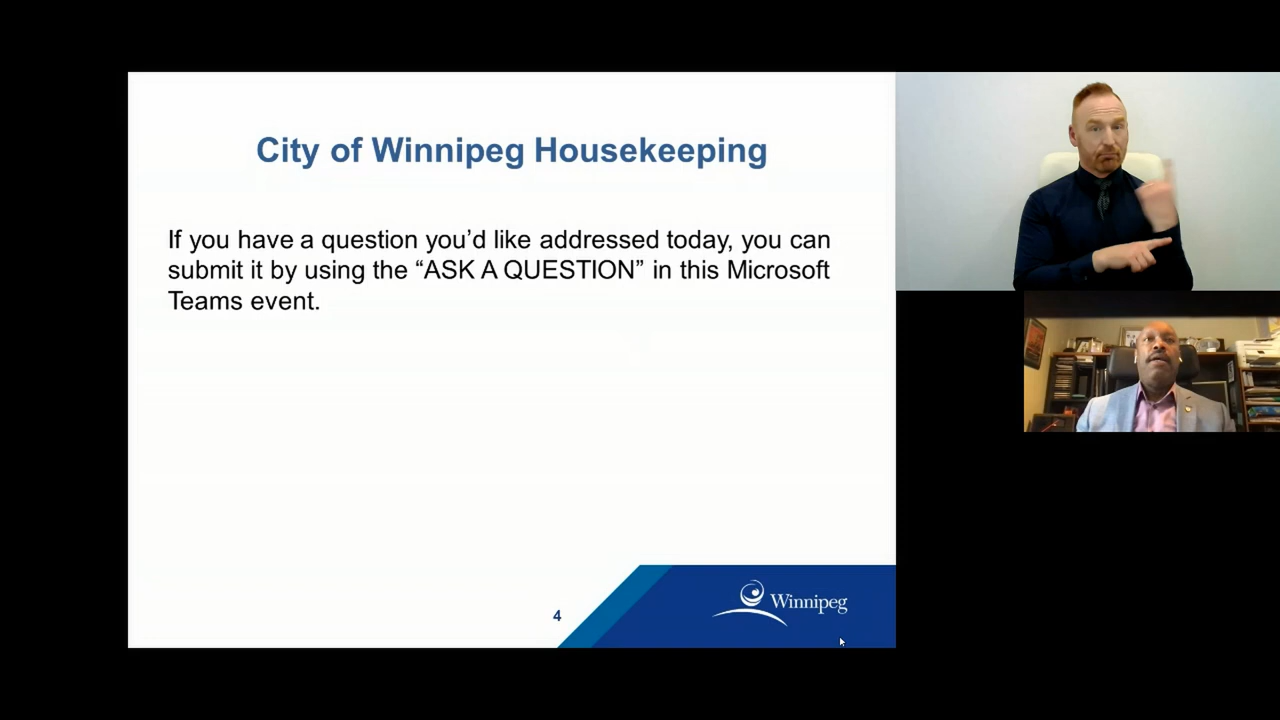 City of Winnipeg Housekeeping
If you have a question you’d like addressed today, you can
submit it by using the “ASK A QUESTION” in this Microsoft
Teams event.
4
Winnipeg